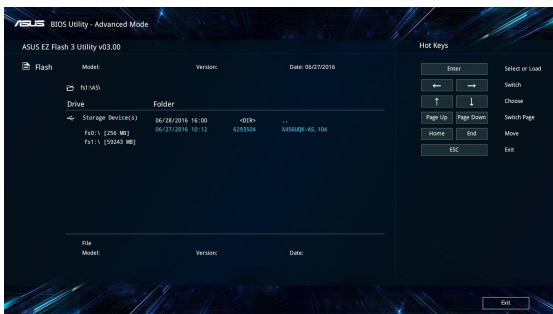 ASUS BIOS Utility - Advanced Mode
ASUS EZ Flash 3 Utility v03.00
Hot Keys
Flash Model: Version: Date: 06/27/2016
fs1:\AS\
Drive Folder
Storage Device(s)
fs0:\ [256 MB]
fs1:\ [59243 MB]
06/28/2016 16:00 <DIR> ..
06/27/2016 10:12 6293504 X456UQK-AS.104
File
Model: Version: Date:
Enter Select or Load
← → Switch
↑ ↓ Choose
Page Up Page Down Switch Page
Home End Move
ESC Exit
Exit